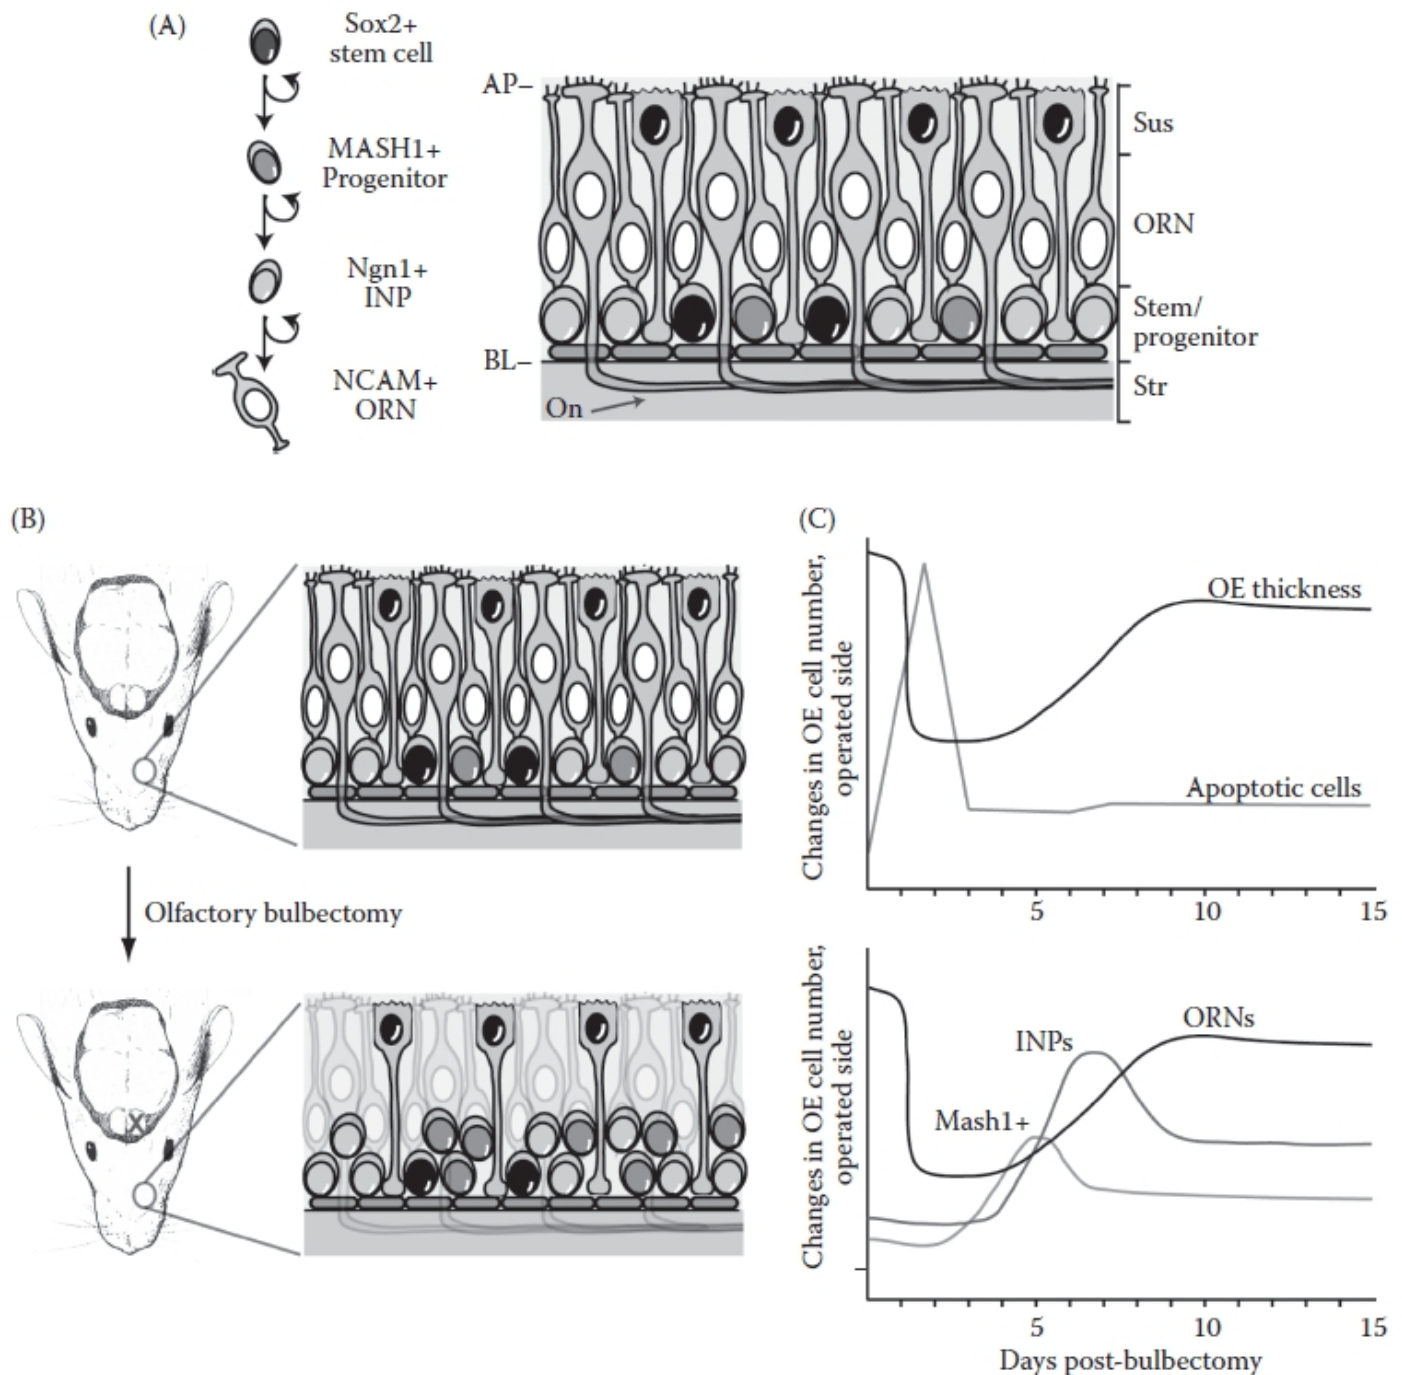 (A)
Sox2+
stem cell
MASH1+
Progenitor
Ngn1+
INP
NCAM+
ORN
AP–
BL–
On
Sus
ORN
Stem/
progenitor
Str
(B)
Olfactory bulbectomy
X
(C)
Changes in OE cell number,
operated side
OE thickness
Apoptotic cells
5
10
15
Changes in OE cell number,
operated side
ORNs
INPs
Mash1+
5
10
15
Days post-bulbectomy